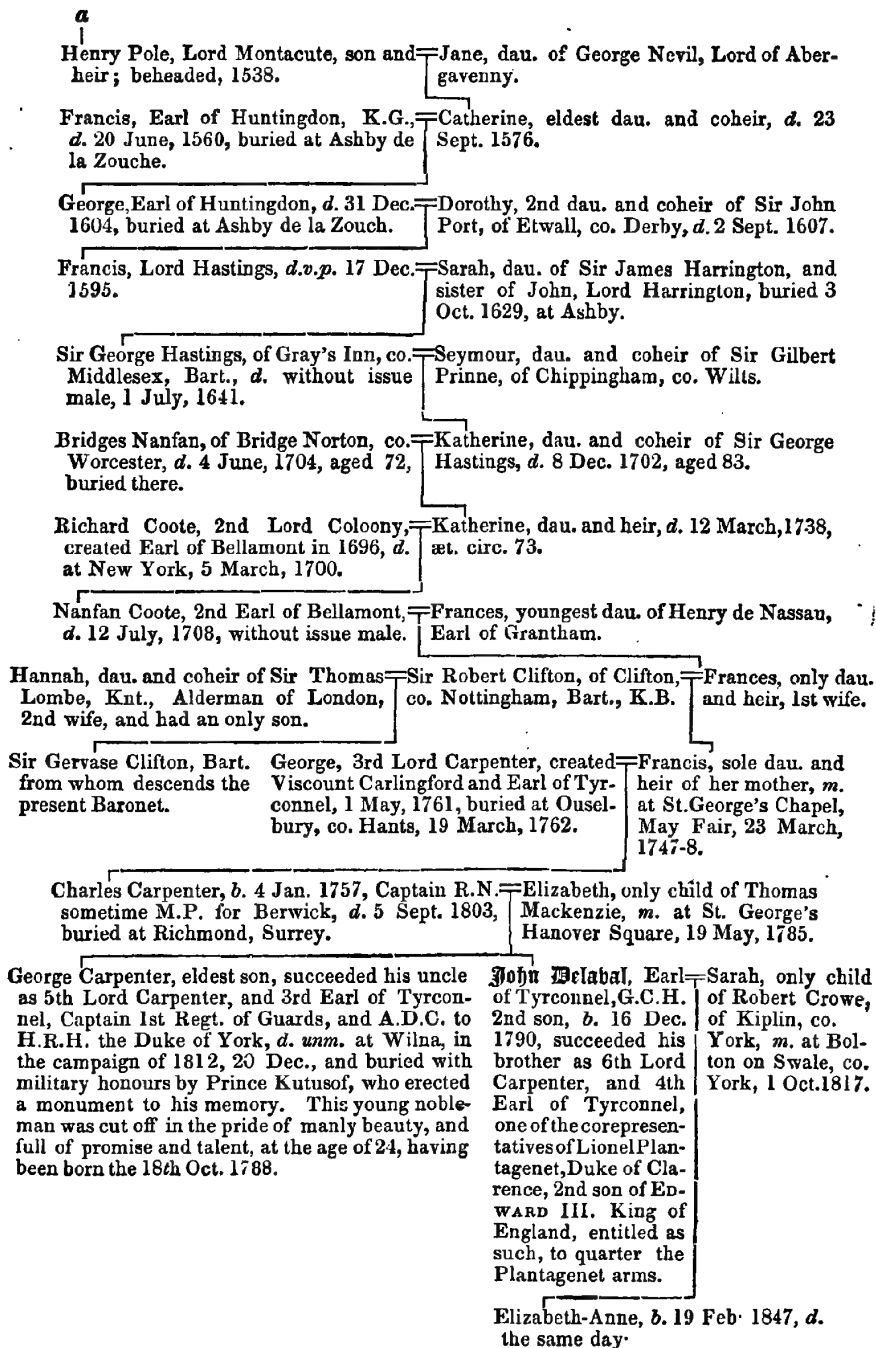 a
Henry Pole, Lord Montacute, son and
heir; beheaded, 1538.
Jane, dau. of George Nevil, Lord of Aber-
gavenny.
Francis, Earl of Huntingdon, K.G.,
d. 20 June, 1560, buried at Ashby de
la Zouche.
Catherine, eldest dau. and coheir, d. 23
Sept. 1576.
George, Earl of Huntingdon, d. 31 Dec.
1604, buried at Ashby de la Zouch.
Dorothy, 2nd dau. and coheir of Sir John
Port, of Etwall, co. Derby, d. 2 Sept. 1607.
Francis, Lord Hastings, d.v.p. 17 Dec.
1595.
Sarah, dau. of Sir James Harrington, and
sister of John, Lord Harrington, buried 3
Oct. 1629, at Ashby.
Sir George Hastings, of Gray's Inn, co.
Middlesex, Bart., d. without issue
male, 1 July, 1641.
Seymour, dau. and coheir of Sir Gilbert
Prinne, of Chippingham, co. Wilts.
Bridges Nanfan, of Bridge Norton, co.
Worcester, d. 4 June, 1704, aged 72,
buried there.
Katherine, dau. and coheir of Sir George
Hastings, d. 8 Dec. 1702, aged 83.
Richard Coote, 2nd Lord Coloony,
created Earl of Bellamont in 1696, d.
at New York, 5 March, 1700.
Katherine, dau. and heir, d. 12 March, 1738,
æt. circ. 73.
Nanfan Coote, 2nd Earl of Bellamont,
d. 12 July, 1708, without issue male.
Frances, youngest dau. of Henry de Nassau,
Earl of Grantham.
Hannah, dau. and coheir of Sir Thomas
Lombe, Knt., Alderman of London,
2nd wife, and had an only son.
Sir Robert Clifton, of Clifton,
co. Nottingham, Bart., K.B.
Frances, only dau.
and heir, 1st wife.
Sir Gervase Clifton, Bart.
from whom descends the
present Baronet.
George, 3rd Lord Carpenter, created
Viscount Carlingford and Earl of Tyr-
connel, 1 May, 1761, buried at Ousel-
bury, co. Hants, 19 March, 1762.
Francis, sole dau. and
heir of her mother, m.
at St. George's Chapel,
May Fair, 23 March,
1747-8.
Charles Carpenter, b. 4 Jan. 1757, Captain R.N.
sometime M.P. for Berwick, d. 5 Sept. 1803,
buried at Richmond, Surrey.
Elizabeth, only child of Thomas
Mackenzie, m. at St. George's
Hanover Square, 19 May, 1785.
George Carpenter, eldest son, succeeded his uncle
as 5th Lord Carpenter, and 3rd Earl of Tyrcon-
nel, Captain 1st Regt. of Guards, and A.D.C. to
H.R.H. the Duke of York, d. unm. at Wilna, in
the campaign of 1812, 20 Dec., and buried with
military honours by Prince Kutusof, who erected
a monument to his memory. This young noble-
man was cut off in the pride of manly beauty, and
full of promise and talent, at the age of 24, having
been born the 18th Oct. 1788.
John Delabal, Earl
of Tyrconnel, G.C.H.
2nd son, b. 16 Dec.
1790, succeeded his
brother as 6th Lord
Carpenter, and 4th
Earl of Tyrconnel,
one of the corepresen-
tatives of Lionel Plan-
tagenet, Duke of Cla-
rence, 2nd son of ED-
WARD III. King of
England, entitled as
such, to quarter the
Plantagenet arms.
Sarah, only child
of Robert Crowe,
of Kiplin, co.
York, m. at Bol-
ton on Swale, co.
York, 1 Oct. 1817.
Elizabeth-Anne, b. 19 Feb. 1847, d.
the same day.